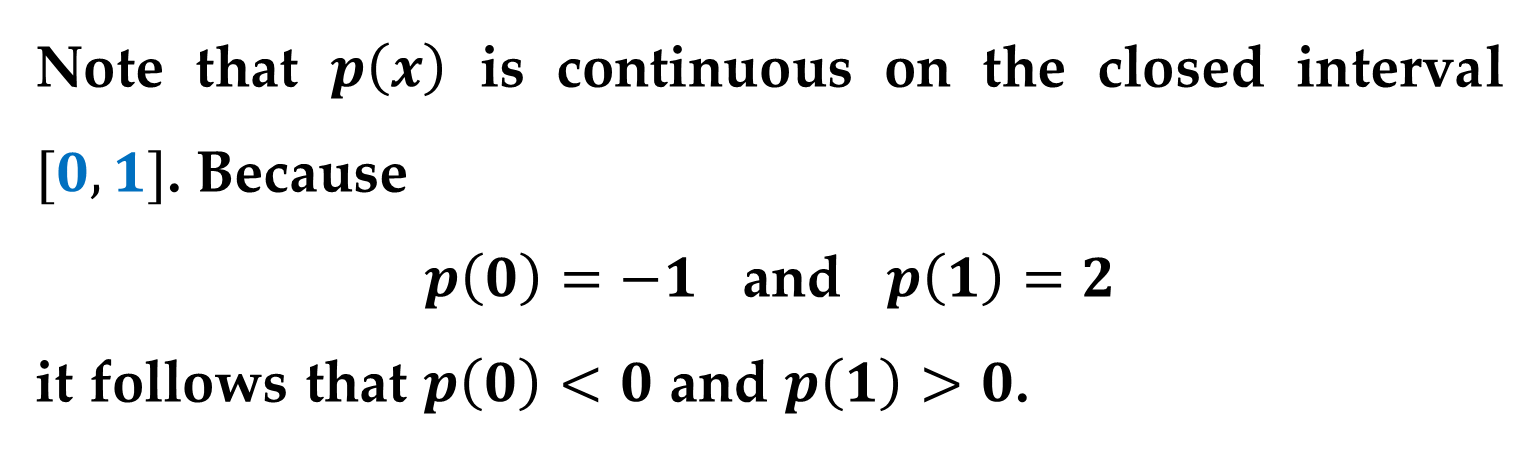 Note that p(x) is continuous on the closed interval
[0, 1]. Because
p(0) = −1 and p(1) = 2
it follows that p(0) < 0 and p(1) > 0.